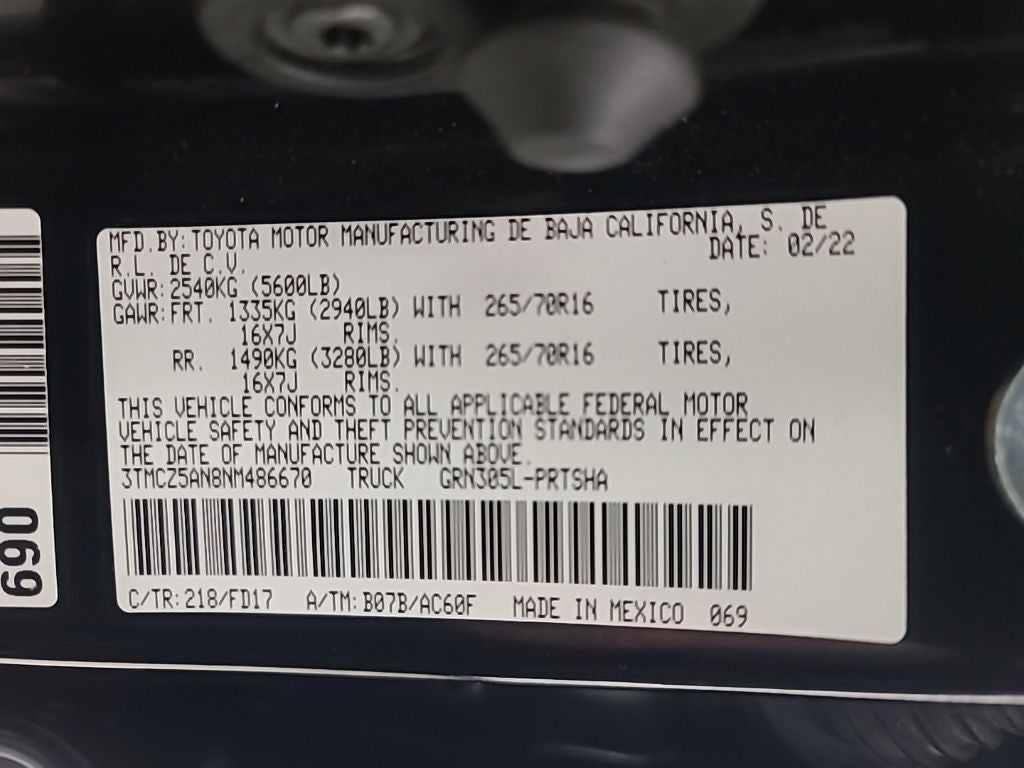 MFD.BY: TOYOTA MOTOR MANUFACTURING DE BAJA CALIFORNIA, S. DE
R.L. DE C.V. DATE: 02/22
GVWR: 2540KG (5600LB)
GAWR: FRT. 1335KG (2940LB) WITH 265/70R16 TIRES,
16X7J RIMS.
RR. 1490KG (3280LB) WITH 265/70R16 TIRES,
16X7J RIMS.
THIS VEHICLE CONFORMS TO ALL APPLICABLE FEDERAL MOTOR
VEHICLE SAFETY AND THEFT PREVENTION STANDARDS IN EFFECT ON
THE DATE OF MANUFACTURE SHOWN ABOVE.
3TMCZ5AN8NM486670 TRUCK GRN305L-PRTSHA
C/TR: 218/FD17 A/TM: B07B/AC60F MADE IN MEXICO 069
069